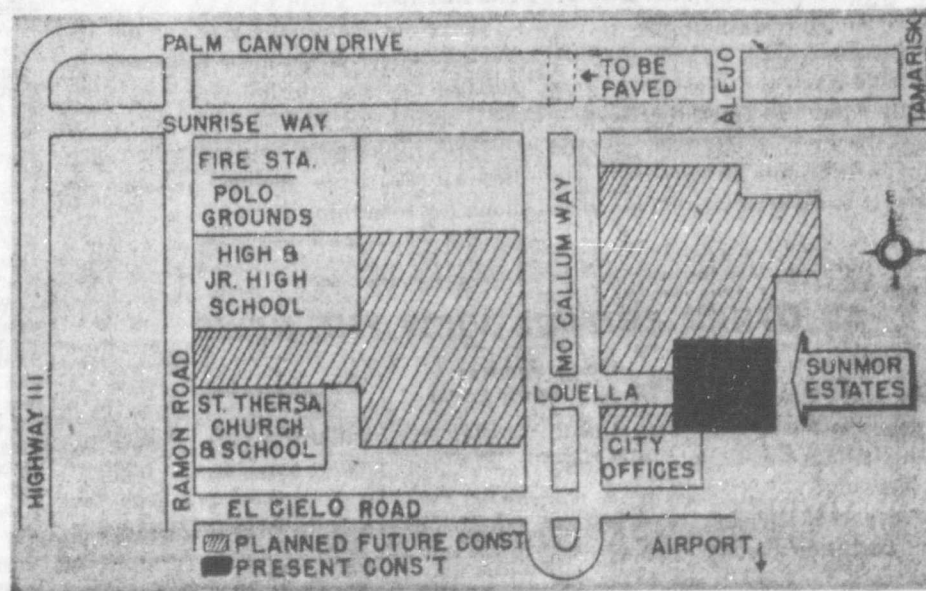 PALM CANYON DRIVE
TO BE
PAVED
ALEJO
TAMARISK
SUNRISE WAY
FIRE STA.
POLO
GROUNDS
HIGH &
JR. HIGH
SCHOOL
MC CALLUM WAY
HIGHWAY III
RAMON ROAD
ST. THERSA
CHURCH
& SCHOOL
LOUELLA
SUNMOR
ESTATES
CITY
OFFICES
EL CIELO ROAD
PLANNED FUTURE CONST
PRESENT CONS'T
AIRPORT